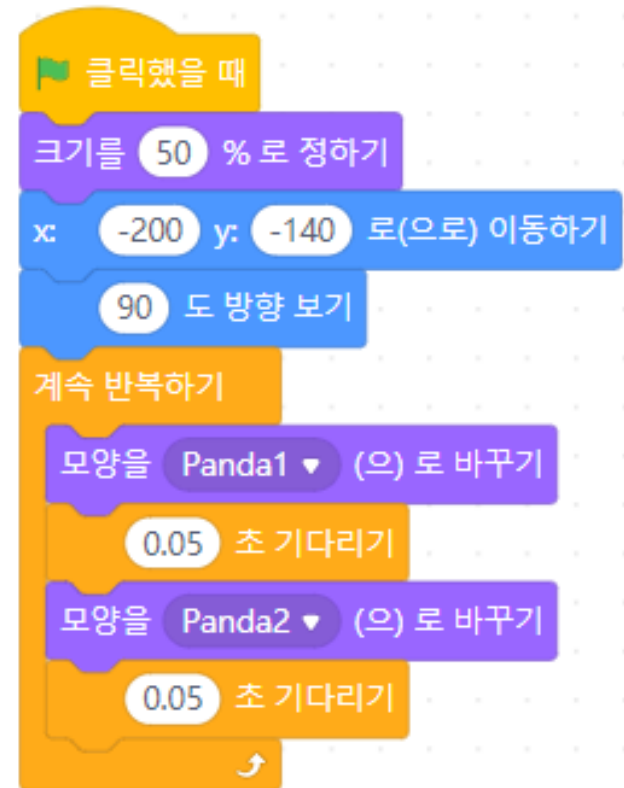 클릭했을 때
크기를 50 % 로 정하기
x: -200 y: -140 로(으로) 이동하기
90 도 방향 보기
계속 반복하기
모양을 Panda1 (으) 로 바꾸기
0.05 초 기다리기
모양을 Panda2 (으) 로 바꾸기
0.05 초 기다리기